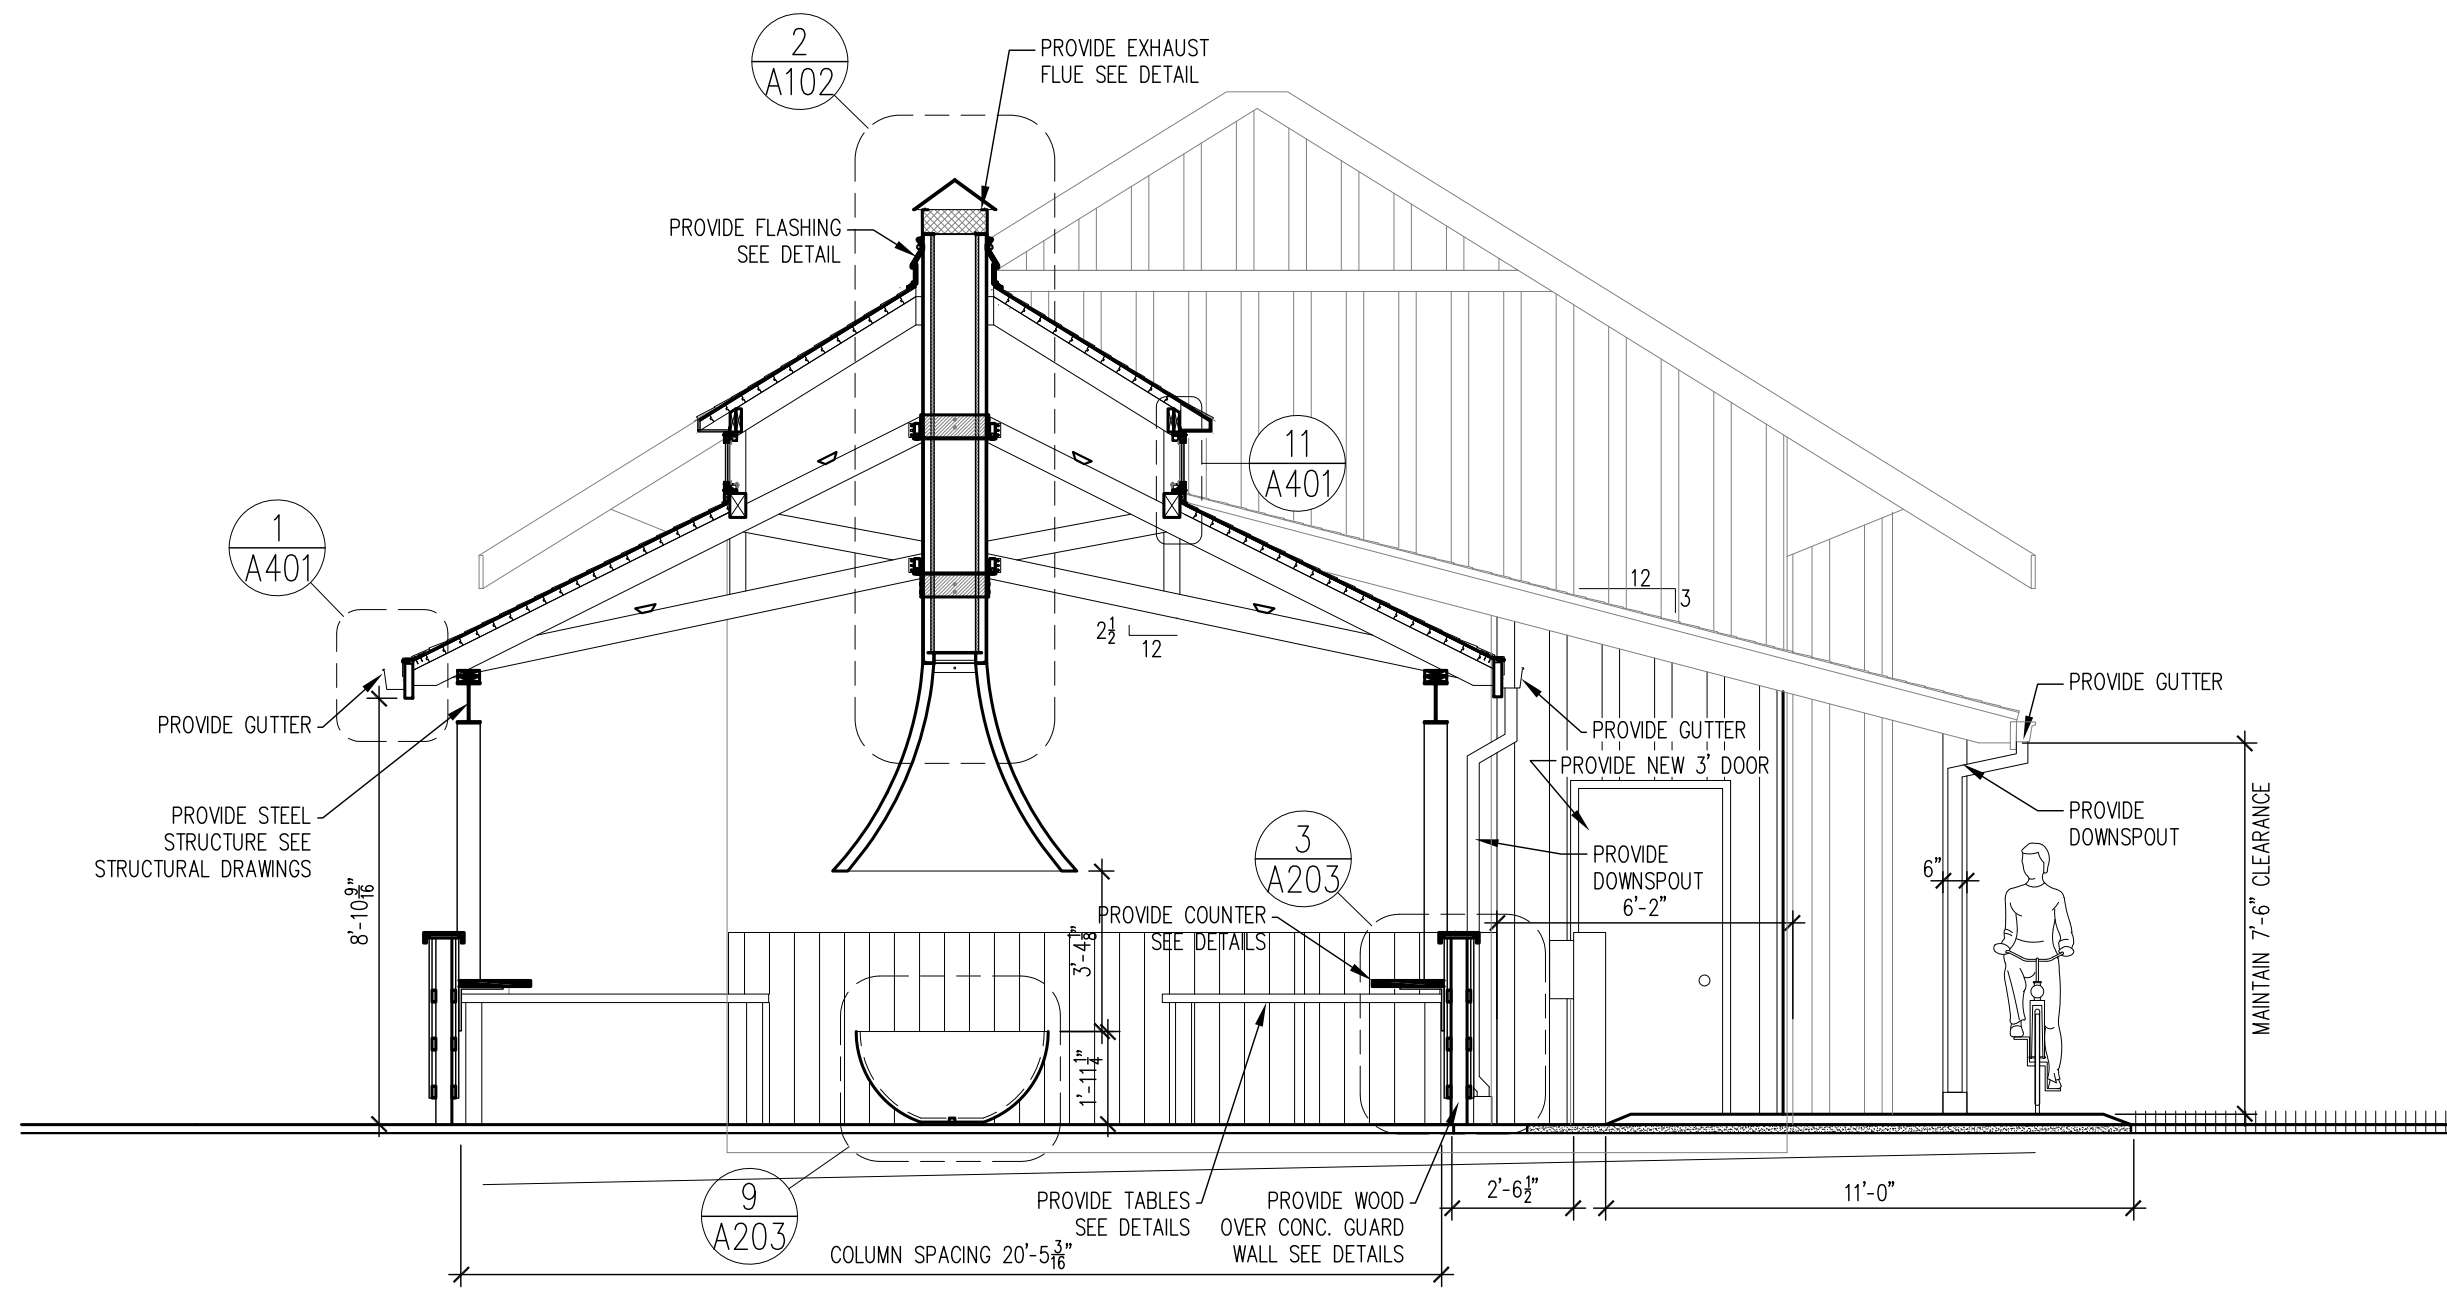 2
A102
PROVIDE EXHAUST
FLUE SEE DETAIL
PROVIDE FLASHING
SEE DETAIL
11
A401
1
A401
12
3
2 1/2
12
PROVIDE GUTTER
PROVIDE GUTTER
PROVIDE GUTTER
PROVIDE NEW 3' DOOR
PROVIDE STEEL
STRUCTURE SEE
STRUCTURAL DRAWINGS
PROVIDE
DOWNSPOUT
PROVIDE
DOWNSPOUT
3
A203
6"
6'-2"
MAINTAIN 7'-6" CLEARANCE
8'-10 9/16"
PROVIDE COUNTER
SEE DETAILS
3'-4 1/8"
1'-11 1/4"
9
A203
PROVIDE TABLES
SEE DETAILS
PROVIDE WOOD
OVER CONC. GUARD
WALL SEE DETAILS
2'-6 1/2"
11'-0"
COLUMN SPACING 20'-5 3/16"